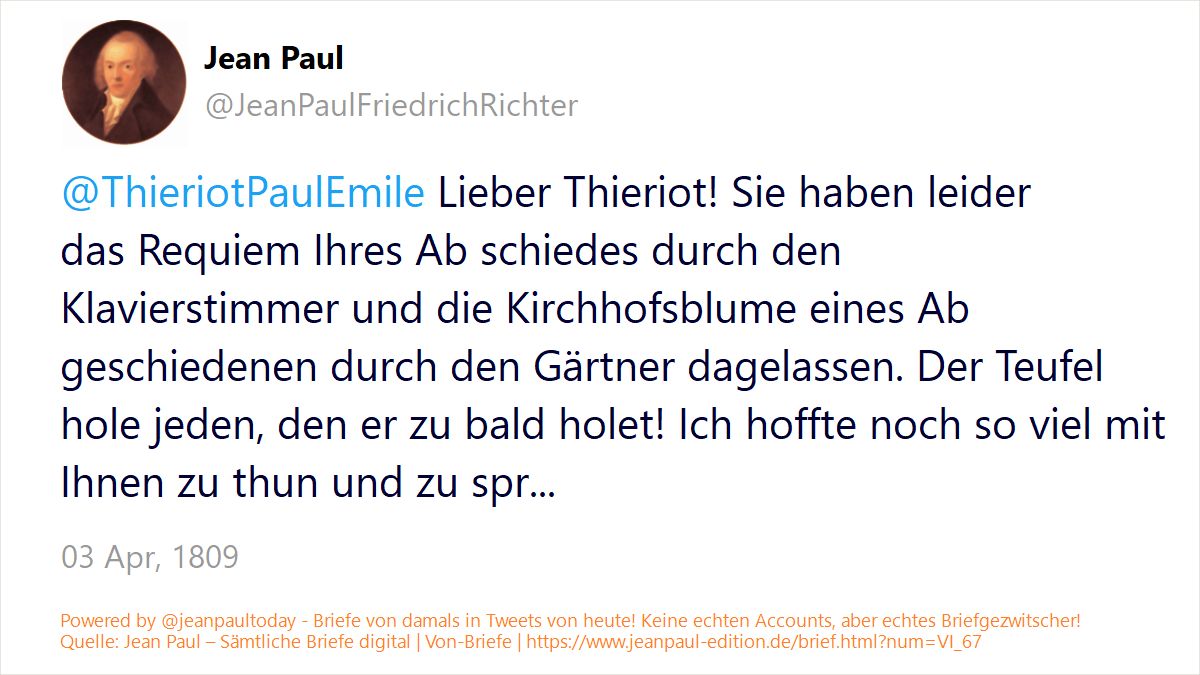 Jean Paul
@JeanPaulFriedrichRichter
@ThieriotPaulEmile Lieber Thieriot! Sie haben leider
das Requiem Ihres Ab schiedes durch den
Klavierstimmer und die Kirchhofsblume eines Ab
geschiedenen durch den Gärtner dagelassen. Der Teufel
hole jeden, den er zu bald holet! Ich hoffte noch so viel mit
Ihnen zu thun und zu spr...
03 Apr, 1809
Powered by @jeanpaultoday - Briefe von damals in Tweets von heute! Keine echten Accounts, aber echtes Briefgezwitscher!
Quelle: Jean Paul – Sämtliche Briefe digital | Von-Briefe | https://www.jeanpaul-edition.de/brief.html?num=VI_67